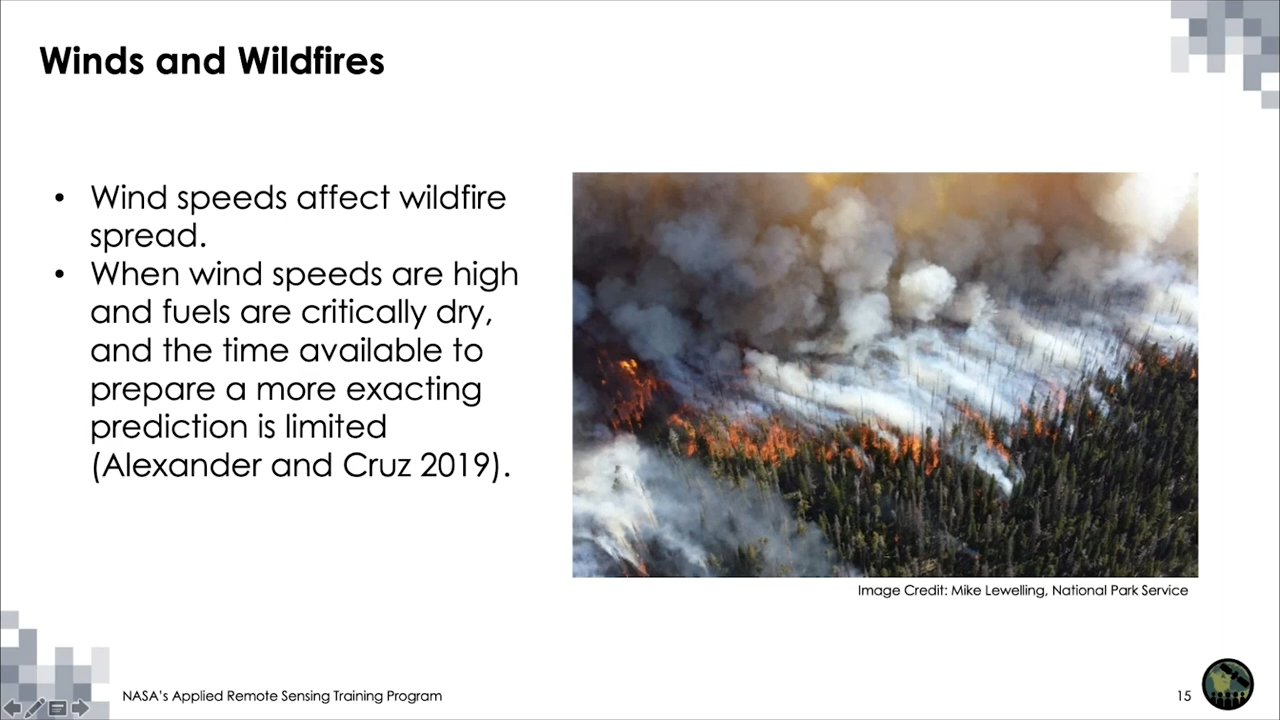 Winds and Wildfires
• Wind speeds affect wildfire
spread.
• When wind speeds are high
and fuels are critically dry,
and the time available to
prepare a more exacting
prediction is limited
(Alexander and Cruz 2019).
Image Credit: Mike Lewelling, National Park Service
NASA's Applied Remote Sensing Training Program
15